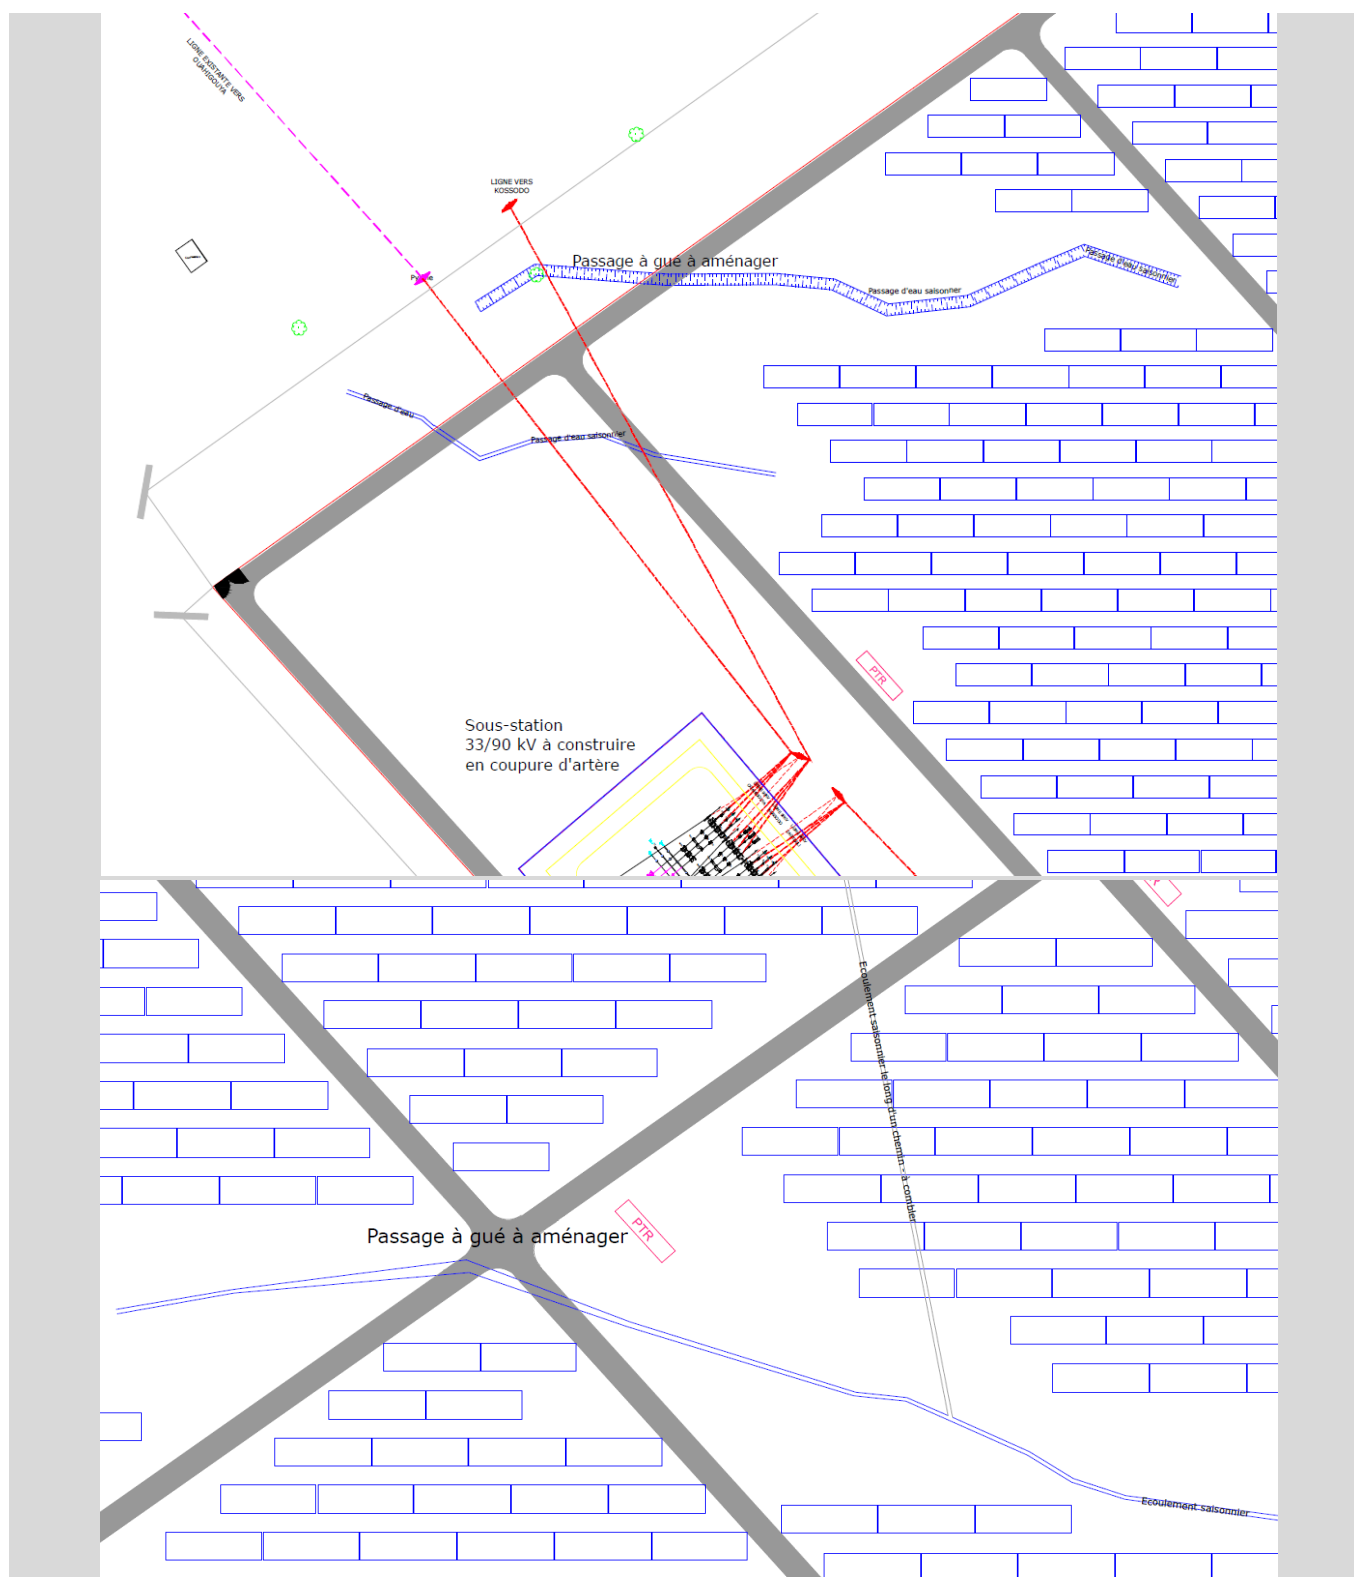 LIGNE EXISTANTE VERS
OUAHIGOUYA
LIGNE VERS
KOSSODO
Passage à gué à aménager
Passage d'eau saisonnier
Passage d'eau saisonner
Passage d'eau
Passage d'eau saisonnier
PTR
Sous-station
33/90 kV à construire
en coupure d'artère
Ecoulement saisonnier le long d'un chemin - à combler
Passage à gué à aménager
PTR
Ecoulement saisonnier